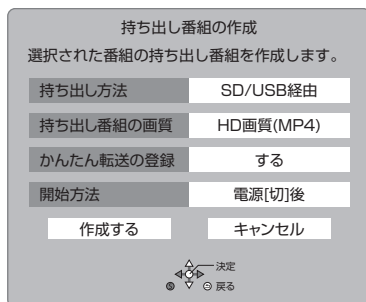 持ち出し番組の作成
選択された番組の持ち出し番組を作成します。
持ち出し方法 SD/USB経由
持ち出し番組の画質 HD画質(MP4)
かんたん転送の登録 する
開始方法 電源[切]後
作成する キャンセル
決定
S 戻る